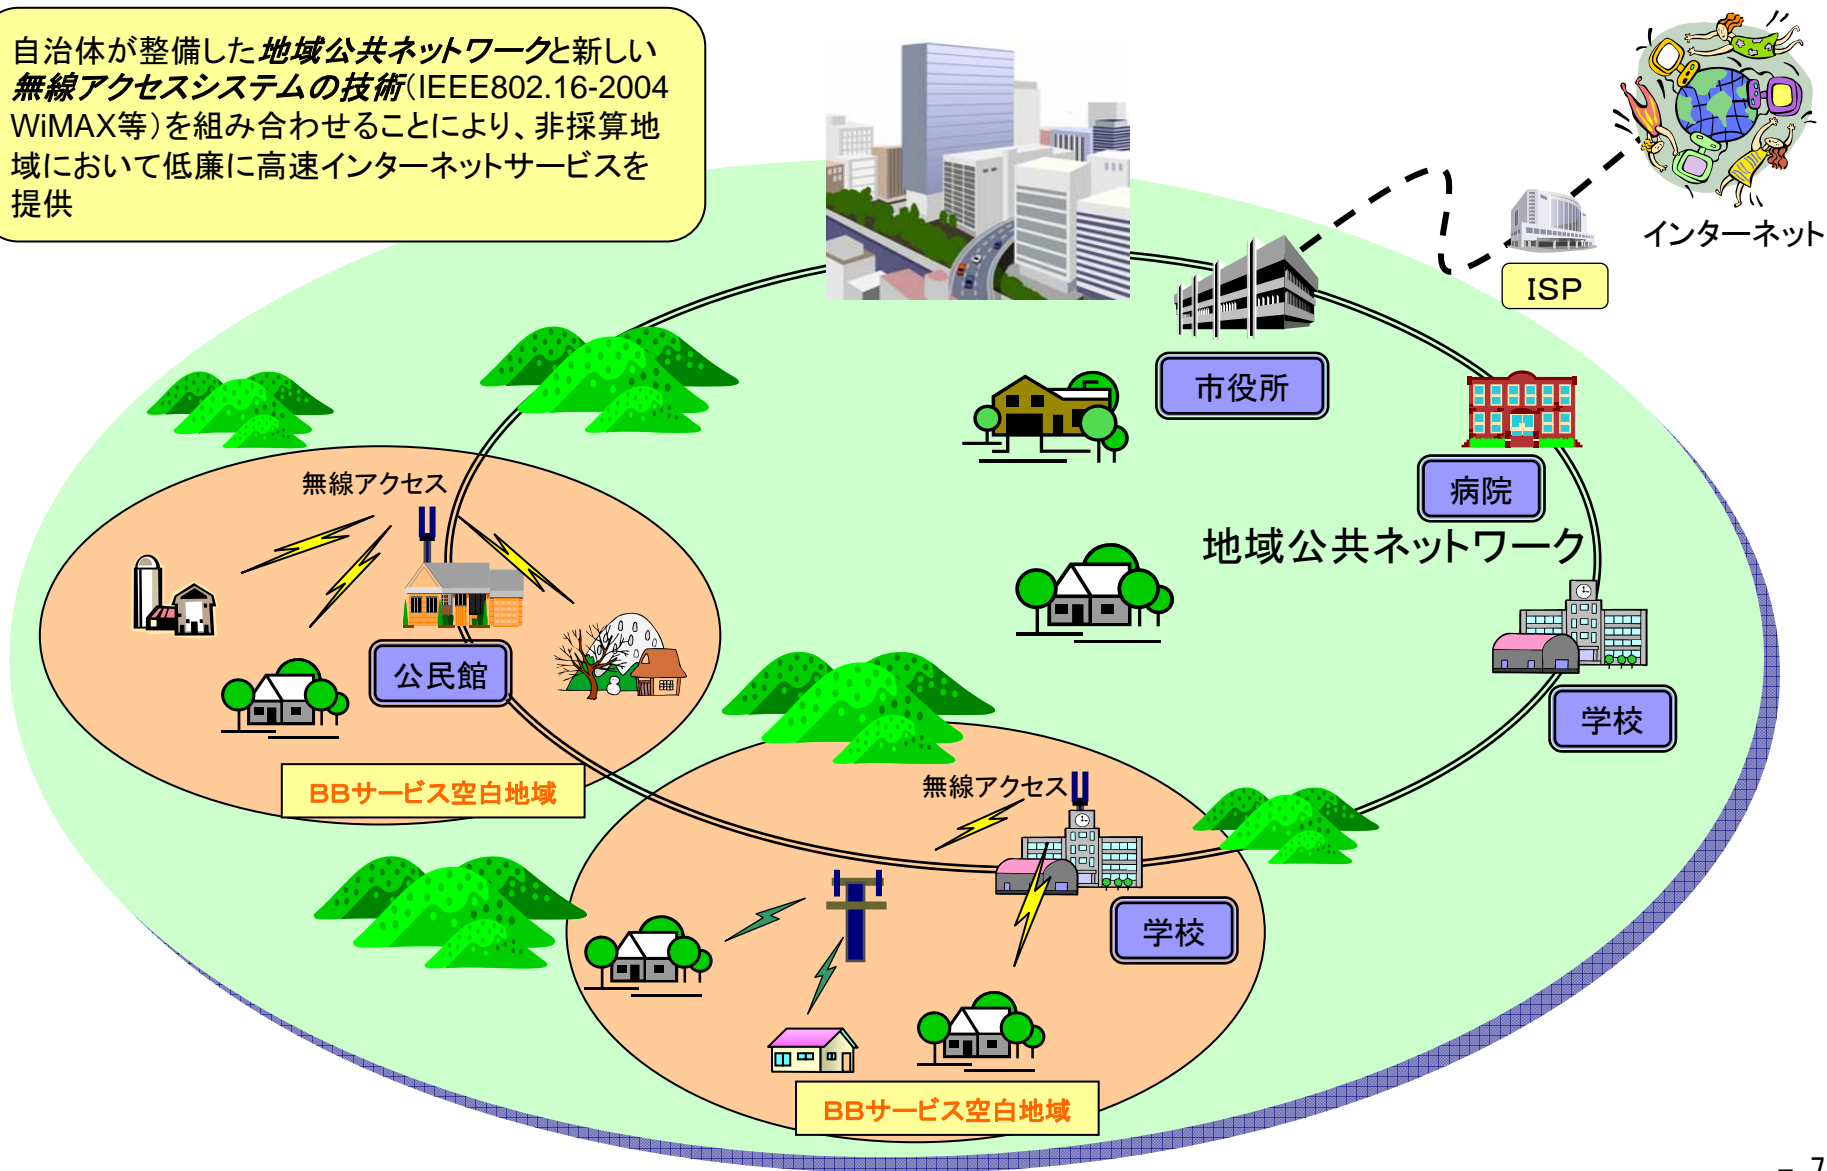 自治体が整備した地域公共ネットワークと新しい
無線アクセスシステムの技術(IEEE802.16-2004
WiMAX等)を組み合わせることにより、非採算地
域において低廉に高速インターネットサービスを
提供
インターネット
ISP
市役所
病院
地域公共ネットワーク
無線アクセス
公民館
学校
BBサービス空白地域
無線アクセス
学校
BBサービス空白地域
- 7